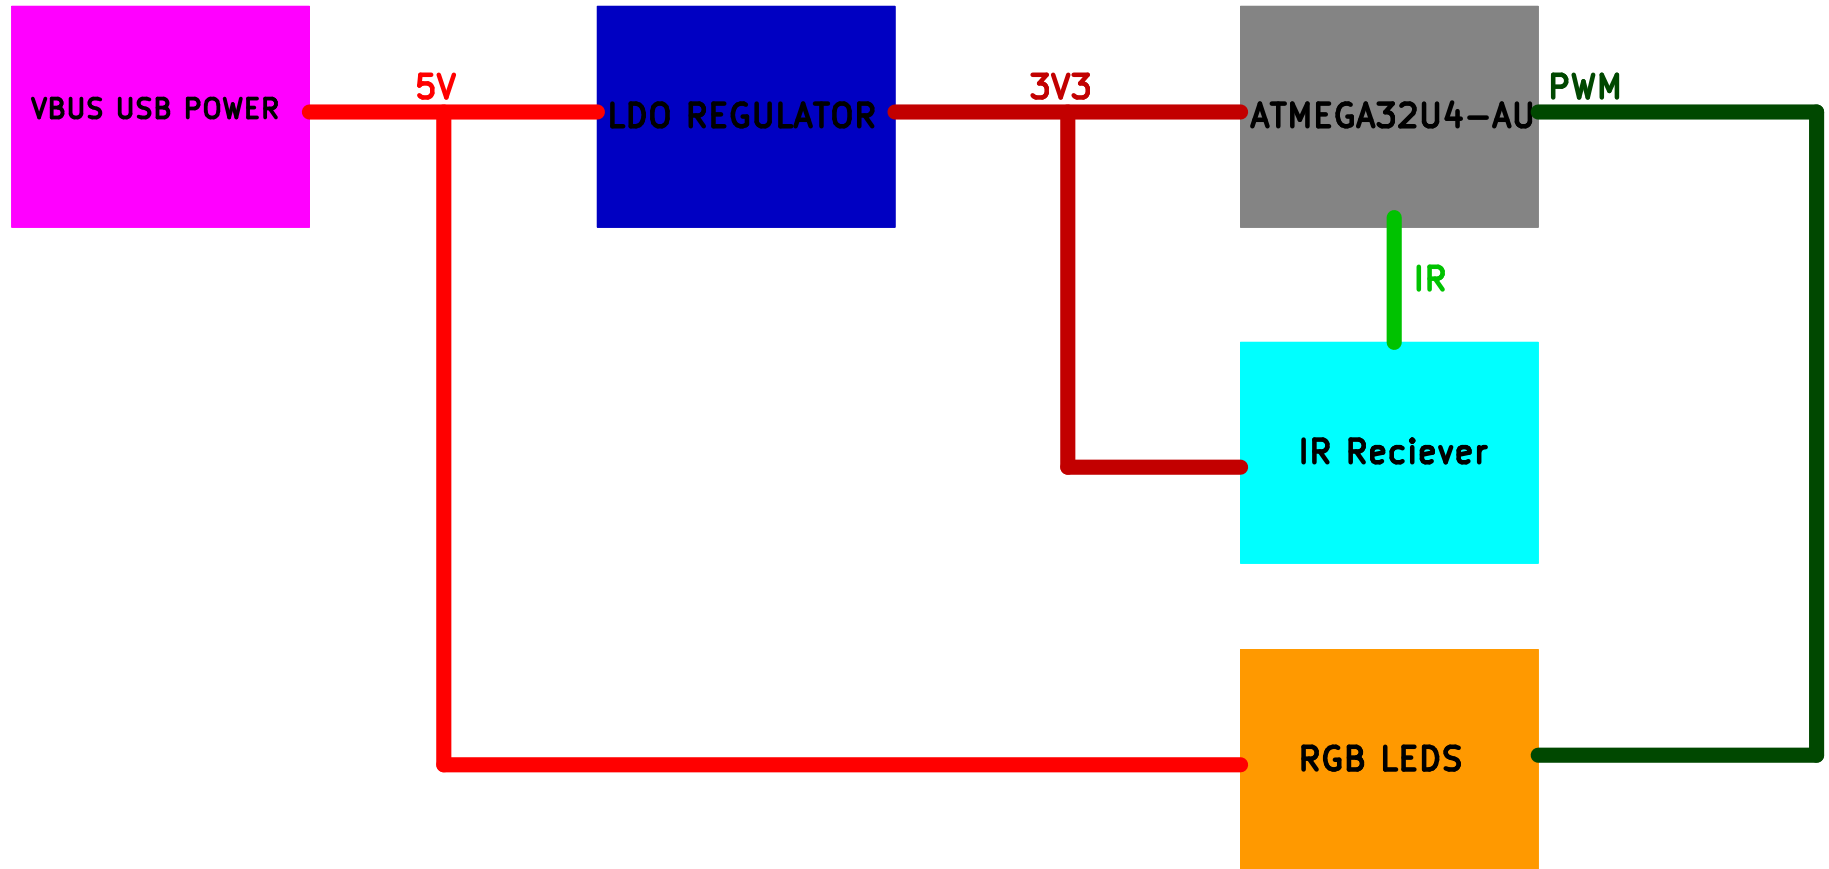 VBUS USB POWER
5V
LDO REGULATOR
3V3
ATMEGA32U4-AU
PWM
IR
IR Reciever
RGB LEDS